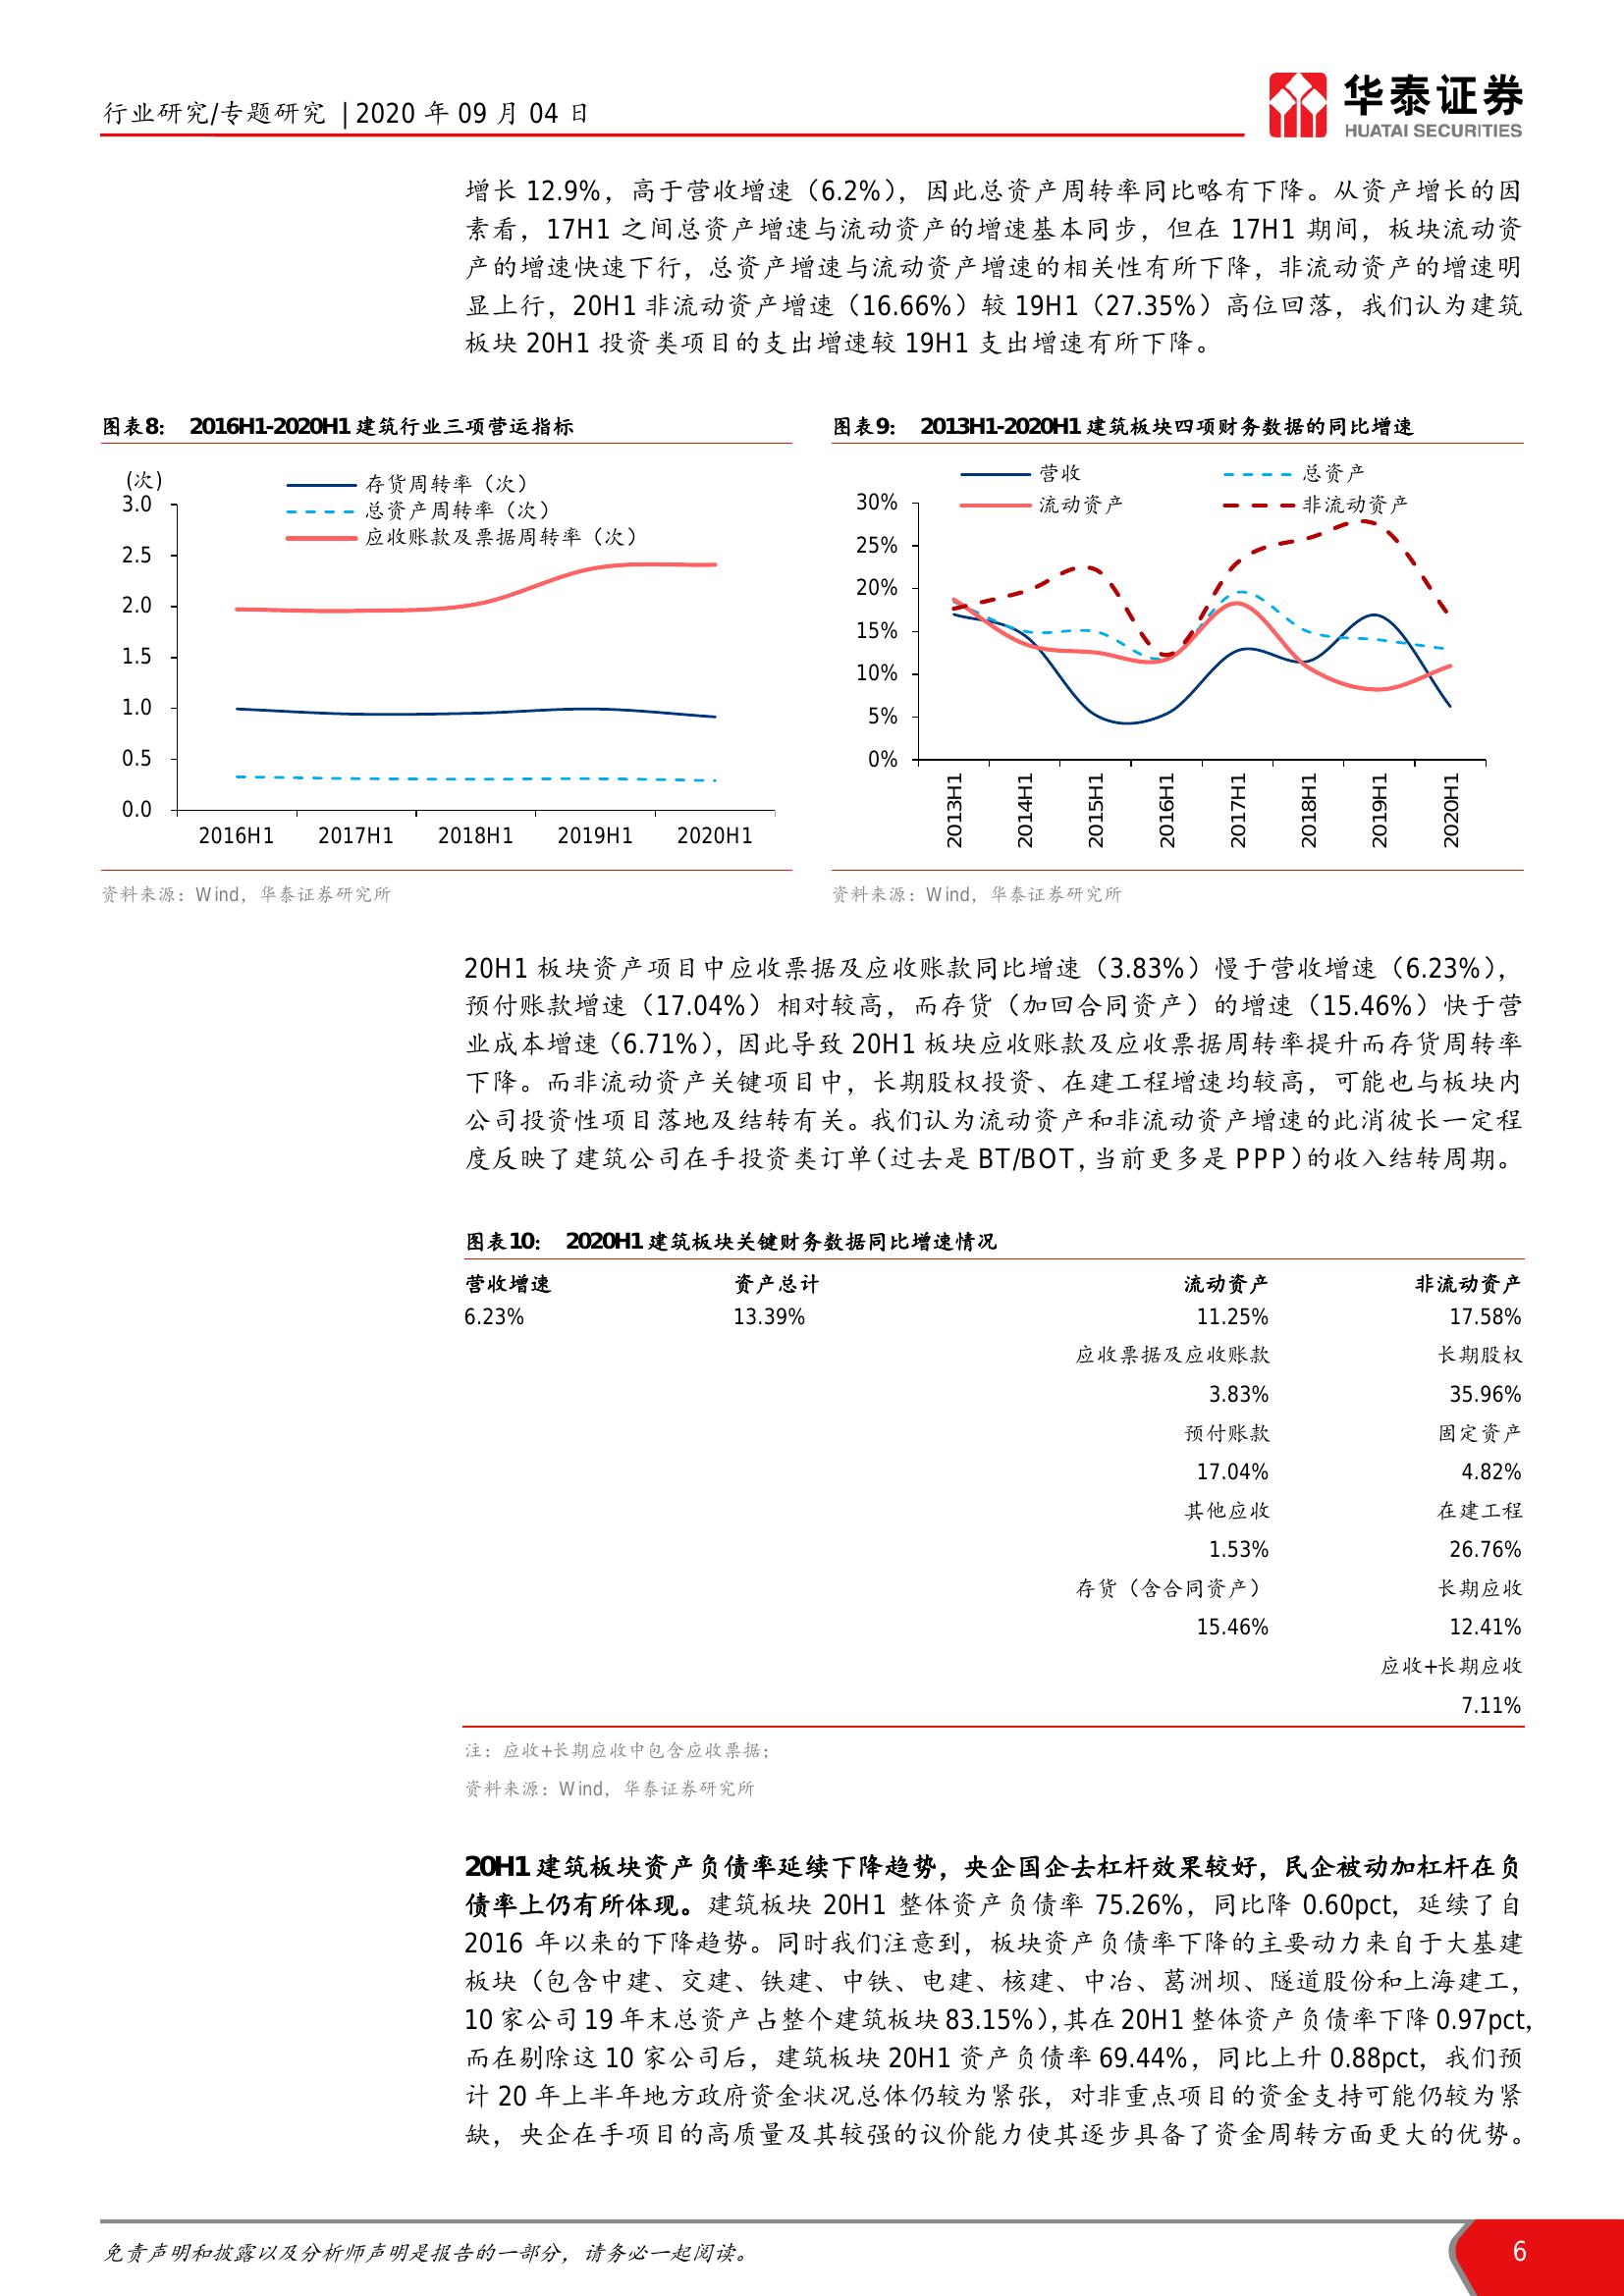 行业研究/专题研究 | 2020 年 09 月 04 日
华泰证券
HUATAI SECURITIES
增长 12.9%，高于营收增速（6.2%），因此总资产周转率同比略有下降。从资产增长的因
素看，17H1 之间总资产增速与流动资产的增速基本同步，但在 17H1 期间，板块流动资
产的增速快速下行，总资产增速与流动资产增速的相关性有所下降，非流动资产的增速明
显上行，20H1 非流动资产增速（16.66%）较 19H1（27.35%）高位回落，我们认为建筑
板块 20H1 投资类项目的支出增速较 19H1 支出增速有所下降。
图表8： 2016H1-2020H1 建筑行业三项营运指标
(次)
存货周转率（次）
总资产周转率（次）
应收账款及票据周转率（次）
3.0
2.5
2.0
1.5
1.0
0.5
0.0
2016H1 2017H1 2018H1 2019H1 2020H1
资料来源：Wind，华泰证券研究所
图表9： 2013H1-2020H1 建筑板块四项财务数据的同比增速
营收 总资产
流动资产 非流动资产
30%
25%
20%
15%
10%
5%
0%
2013H1 2014H1 2015H1 2016H1 2017H1 2018H1 2019H1 2020H1
资料来源：Wind，华泰证券研究所
20H1 板块资产项目中应收票据及应收账款同比增速（3.83%）慢于营收增速（6.23%），
预付账款增速（17.04%）相对较高，而存货（加回合同资产）的增速（15.46%）快于营
业成本增速（6.71%），因此导致 20H1 板块应收账款及应收票据周转率提升而存货周转率
下降。而非流动资产关键项目中，长期股权投资、在建工程增速均较高，可能也与板块内
公司投资性项目落地及结转有关。我们认为流动资产和非流动资产增速的此消彼长一定程
度反映了建筑公司在手投资类订单（过去是 BT/BOT，当前更多是 PPP）的收入结转周期。
图表10： 2020H1 建筑板块关键财务数据同比增速情况
营收增速 资产总计 流动资产 非流动资产
6.23% 13.39% 11.25% 17.58%
应收票据及应收账款 长期股权
3.83% 35.96%
预付账款 固定资产
17.04% 4.82%
其他应收 在建工程
1.53% 26.76%
存货（含合同资产） 长期应收
15.46% 12.41%
应收+长期应收
7.11%
注：应收+长期应收中包含应收票据；
资料来源：Wind，华泰证券研究所
20H1 建筑板块资产负债率延续下降趋势，央企国企去杠杆效果较好，民企被动加杠杆在负
债率上仍有所体现。建筑板块 20H1 整体资产负债率 75.26%，同比降 0.60pct，延续了自
2016 年以来的下降趋势。同时我们注意到，板块资产负债率下降的主要动力来自于大基建
板块（包含中建、交建、铁建、中铁、电建、核建、中冶、葛洲坝、隧道股份和上海建工，
10 家公司 19 年末总资产占整个建筑板块 83.15%），其在 20H1 整体资产负债率下降 0.97pct，
而在剔除这 10 家公司后，建筑板块 20H1 资产负债率 69.44%，同比上升 0.88pct，我们预
计 20 年上半年地方政府资金状况总体仍较为紧张，对非重点项目的资金支持可能仍较为紧
缺，央企在手项目的高质量及其较强的议价能力使其逐步具备了资金周转方面更大的优势。
免责声明和披露以及分析师声明是报告的一部分，请务必一起阅读。
6